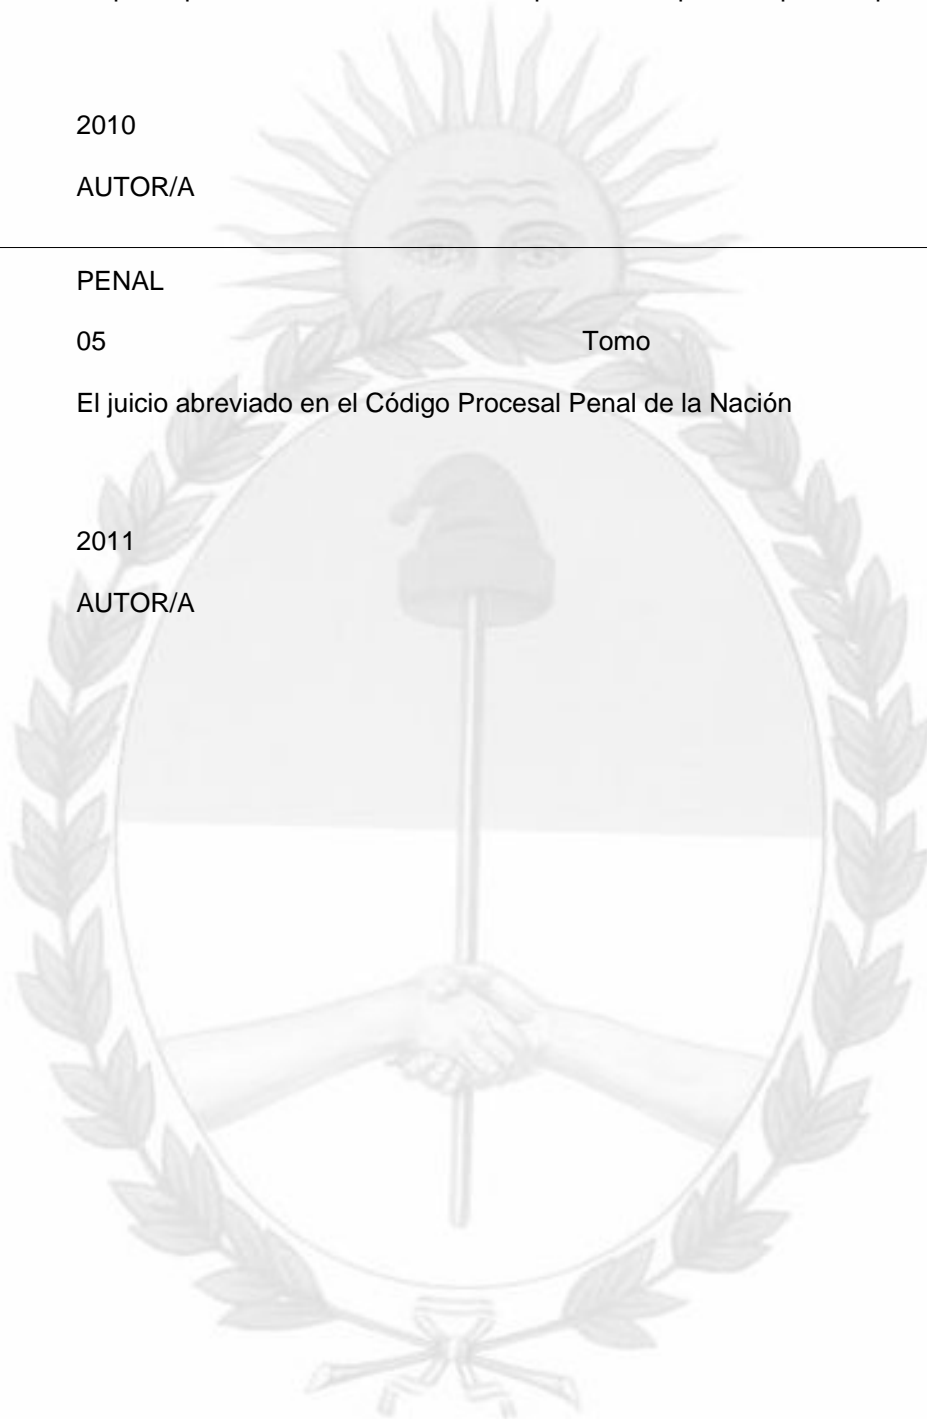 2010
AUTOR/A
PENAL
05 Tomo
El juicio abreviado en el Código Procesal Penal de la Nación
2011
AUTOR/A